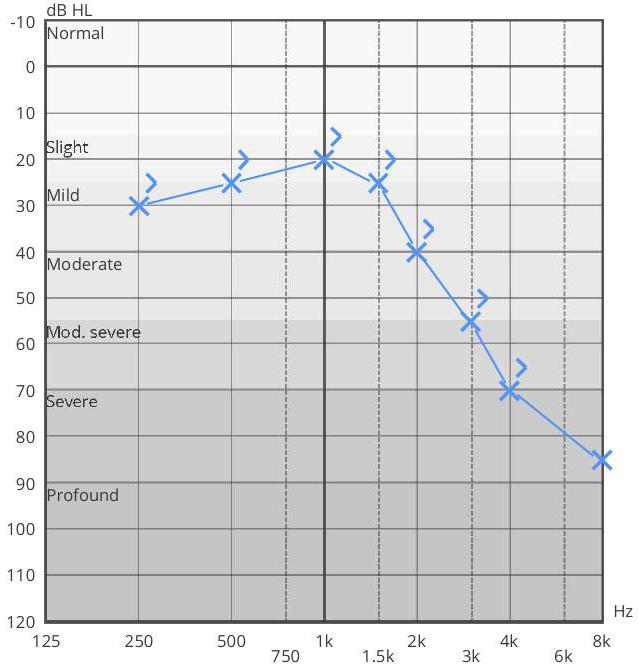 dB HL
-10
Normal
0
10
Slight
20
Mild
30
40
Moderate
50
Mod. severe
60
70
Severe
80
90
Profound
100
110
120
Hz
125 250 500 1k 2k 4k 8k
750 1.5k 3k 6k